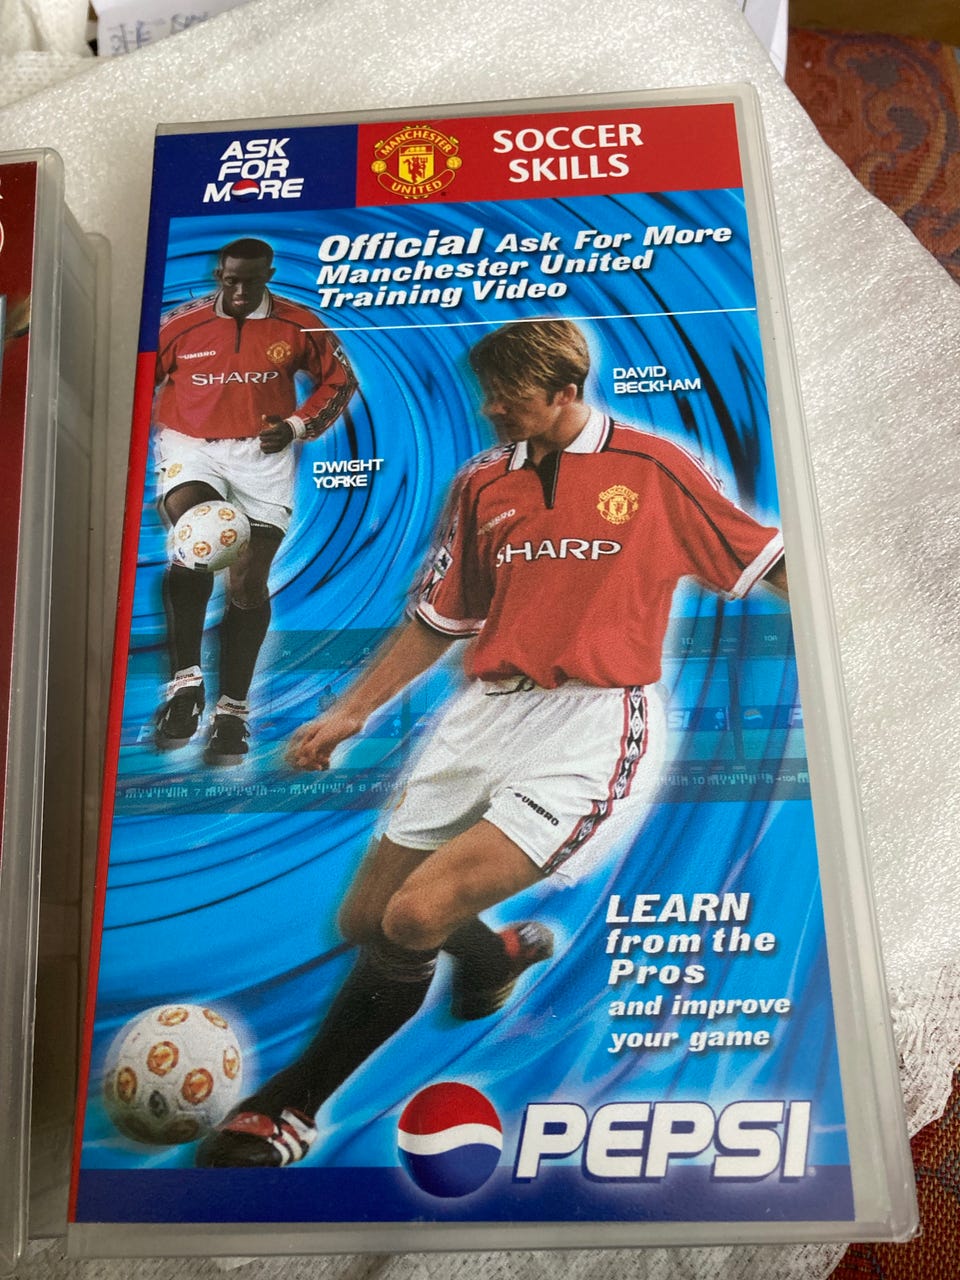 ASK
FOR
MORE
MANCHESTER
UNITED
SOCCER
SKILLS
Official Ask For More
Manchester United
Training Video
UMBRO
SHARP
DAVID
BECKHAM
DWIGHT
YORKE
UMBRO
SHARP
UMBRO
LEARN
from the
Pros
and improve
your game
PEPSI